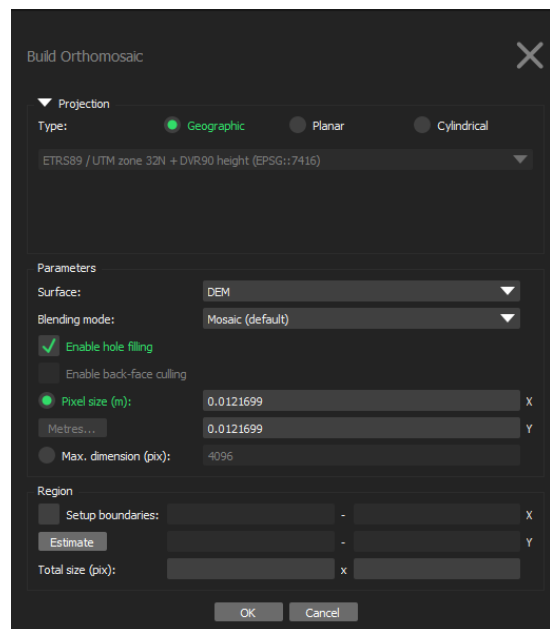 Build Orthomosaic
Projection
Type: Geographic Planar Cylindrical
ETRS89 / UTM zone 32N + DVR90 height (EPSG::7416)
Parameters
Surface: DEM
Blending mode: Mosaic (default)
Enable hole filling
Enable back-face culling
Pixel size (m): 0.0121699 X
Metres... 0.0121699 Y
Max. dimension (pix): 4096
Region
Setup boundaries: - X
Estimate - Y
Total size (pix): x
OK Cancel